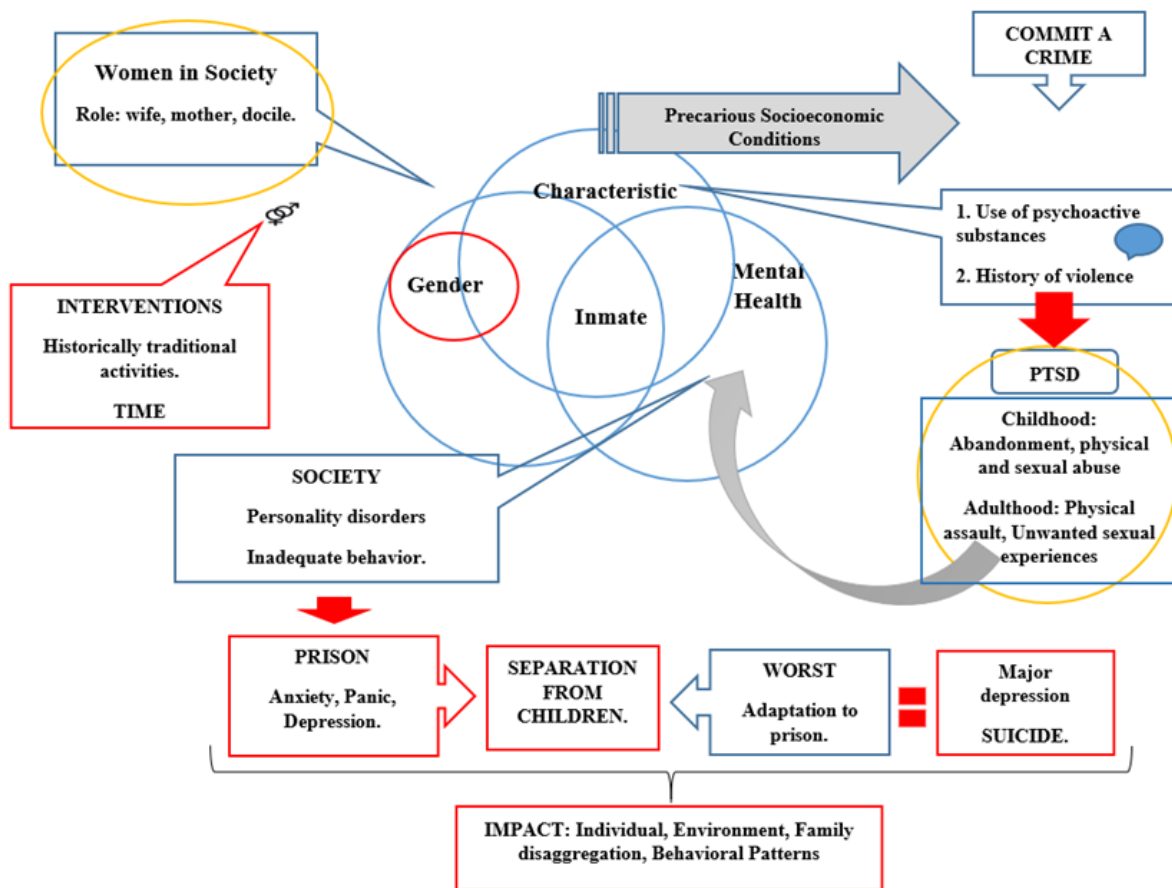 COMMIT A
CRIME
Women in Society
Role: wife, mother, docile.
Precarious Socioeconomic
Conditions
Characteristic
1. Use of psychoactive
substances
2. History of violence
Gender
Mental
Health
Inmate
INTERVENTIONS
Historically traditional
activities.
TIME
PTSD
Childhood:
Abandonment, physical
and sexual abuse
Adulthood: Physical
assault, Unwanted sexual
experiences
SOCIETY
Personality disorders
Inadequate behavior.
PRISON
Anxiety, Panic,
Depression.
SEPARATION
FROM
CHILDREN.
WORST
Adaptation to
prison.
Major
depression
SUICIDE.
IMPACT: Individual, Environment, Family
disaggregation, Behavioral Patterns